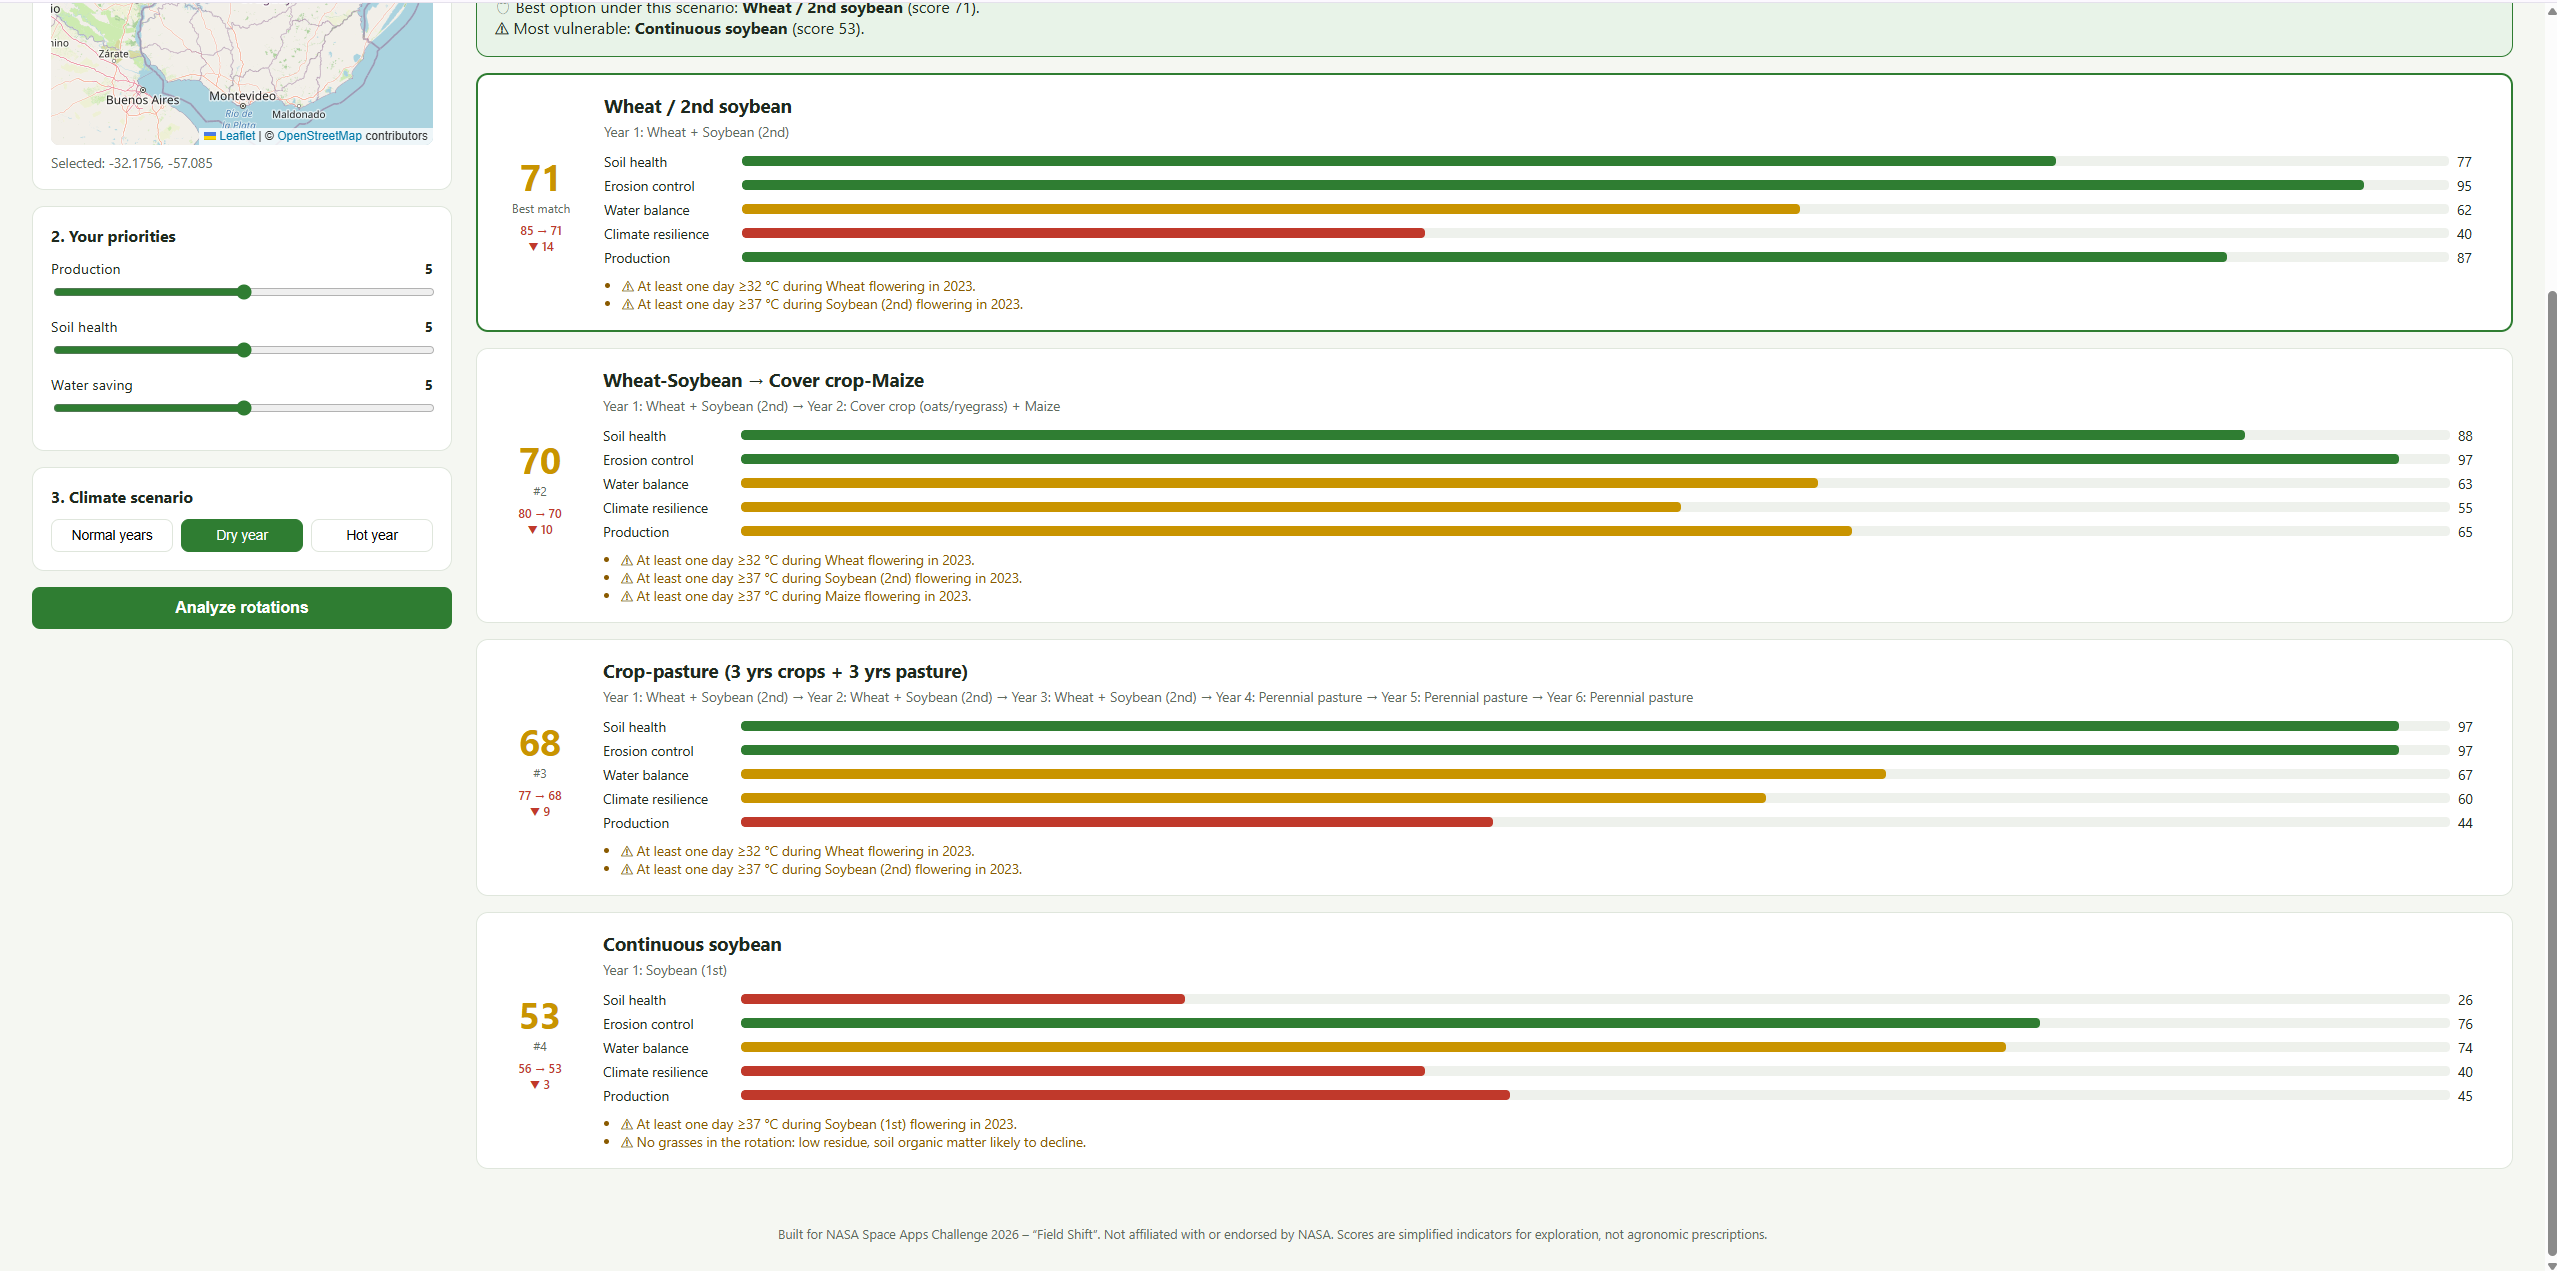 io
ino
Zárate
Buenos Aires
Montevideo
Maldonado
Río de
la Plata
Leaflet | © OpenStreetMap contributors
Selected: -32.1756, -57.085
2. Your priorities
Production 5
Soil health 5
Water saving 5
3. Climate scenario
Normal years Dry year Hot year
Analyze rotations
Best option under this scenario: Wheat / 2nd soybean (score 71).
⚠ Most vulnerable: Continuous soybean (score 53).
Wheat / 2nd soybean
Year 1: Wheat + Soybean (2nd)
71
Best match
85 → 71
▼ 14
Soil health 77
Erosion control 95
Water balance 62
Climate resilience 40
Production 87
• ⚠ At least one day ≥32 °C during Wheat flowering in 2023.
• ⚠ At least one day ≥37 °C during Soybean (2nd) flowering in 2023.
Wheat-Soybean → Cover crop-Maize
Year 1: Wheat + Soybean (2nd) → Year 2: Cover crop (oats/ryegrass) + Maize
70
#2
80 → 70
▼ 10
Soil health 88
Erosion control 97
Water balance 63
Climate resilience 55
Production 65
• ⚠ At least one day ≥32 °C during Wheat flowering in 2023.
• ⚠ At least one day ≥37 °C during Soybean (2nd) flowering in 2023.
• ⚠ At least one day ≥37 °C during Maize flowering in 2023.
Crop-pasture (3 yrs crops + 3 yrs pasture)
Year 1: Wheat + Soybean (2nd) → Year 2: Wheat + Soybean (2nd) → Year 3: Wheat + Soybean (2nd) → Year 4: Perennial pasture → Year 5: Perennial pasture → Year 6: Perennial pasture
68
#3
77 → 68
▼ 9
Soil health 97
Erosion control 97
Water balance 67
Climate resilience 60
Production 44
• ⚠ At least one day ≥32 °C during Wheat flowering in 2023.
• ⚠ At least one day ≥37 °C during Soybean (2nd) flowering in 2023.
Continuous soybean
Year 1: Soybean (1st)
53
#4
56 → 53
▼ 3
Soil health 26
Erosion control 76
Water balance 74
Climate resilience 40
Production 45
• ⚠ At least one day ≥37 °C during Soybean (1st) flowering in 2023.
• ⚠ No grasses in the rotation: low residue, soil organic matter likely to decline.
Built for NASA Space Apps Challenge 2026 – “Field Shift”. Not affiliated with or endorsed by NASA. Scores are simplified indicators for exploration, not agronomic prescriptions.